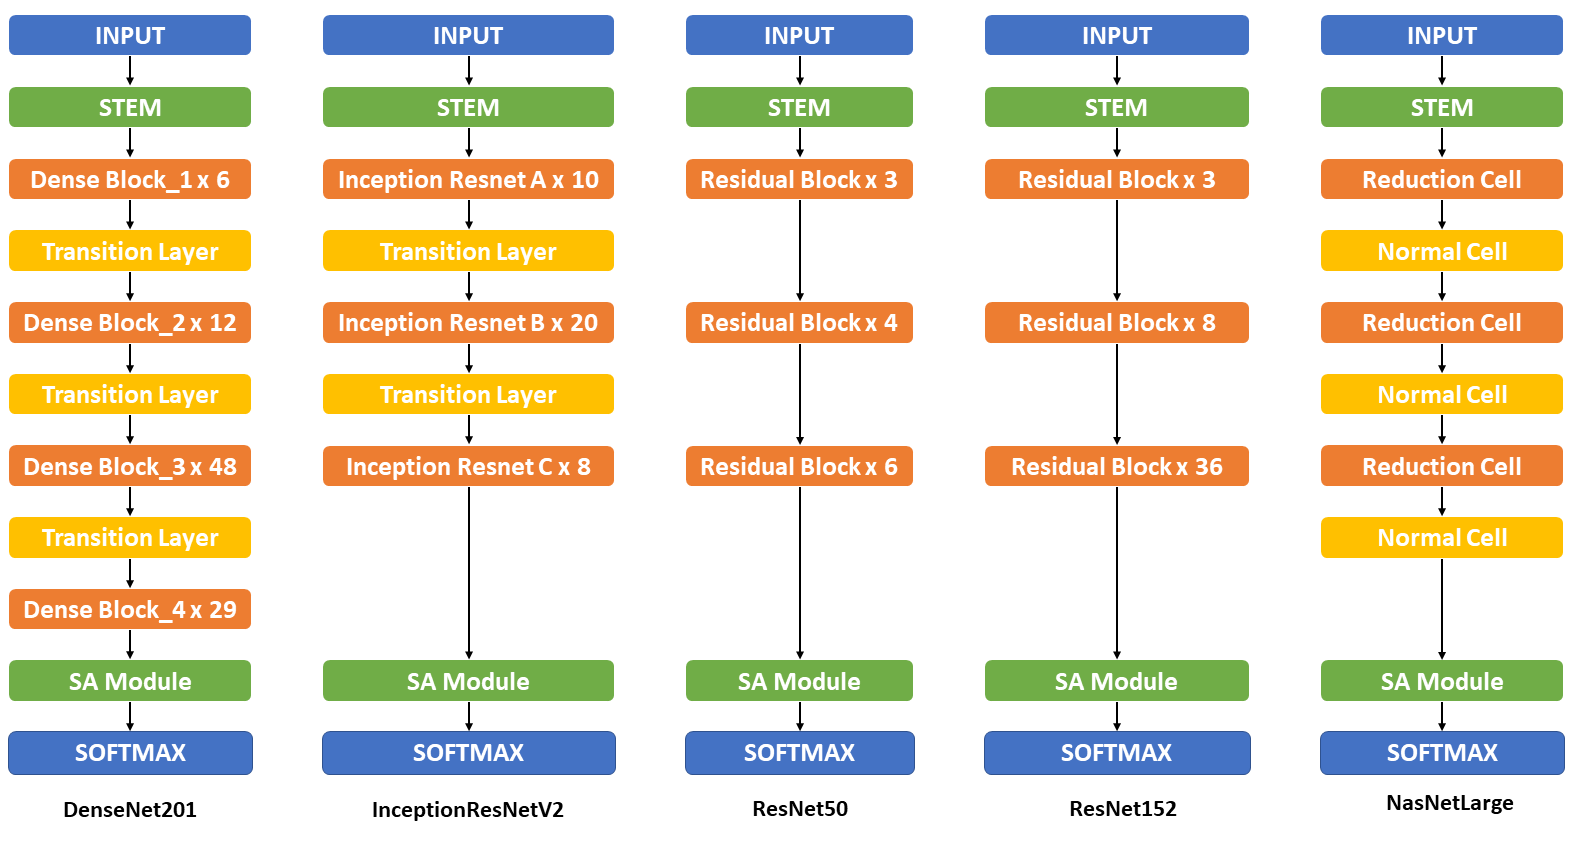 INPUT
STEM
Dense Block_1 x 6
Transition Layer
Dense Block_2 x 12
Transition Layer
Dense Block_3 x 48
Transition Layer
Dense Block_4 x 29
SA Module
SOFTMAX
DenseNet201
INPUT
STEM
Inception Resnet A x 10
Transition Layer
Inception Resnet B x 20
Transition Layer
Inception Resnet C x 8
SA Module
SOFTMAX
InceptionResNetV2
INPUT
STEM
Residual Block x 3
Residual Block x 4
Residual Block x 6
SA Module
SOFTMAX
ResNet50
INPUT
STEM
Residual Block x 3
Residual Block x 8
Residual Block x 36
SA Module
SOFTMAX
ResNet152
INPUT
STEM
Reduction Cell
Normal Cell
Reduction Cell
Normal Cell
Reduction Cell
Normal Cell
SA Module
SOFTMAX
NasNetLarge